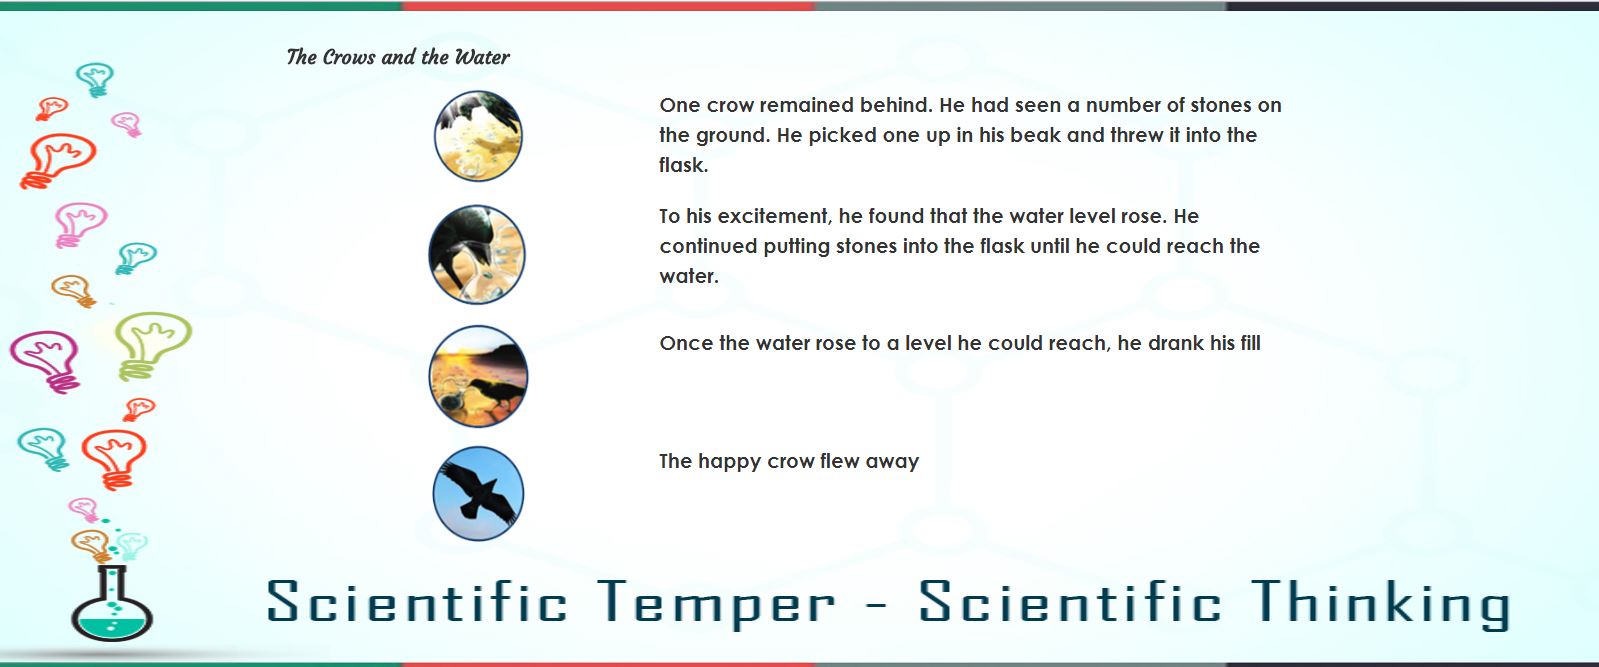 The Crows and the Water
One crow remained behind. He had seen a number of stones on
the ground. He picked one up in his beak and threw it into the
flask.
To his excitement, he found that the water level rose. He
continued putting stones into the flask until he could reach the
water.
Once the water rose to a level he could reach, he drank his fill
The happy crow flew away
Scientific Temper - Scientific Thinking